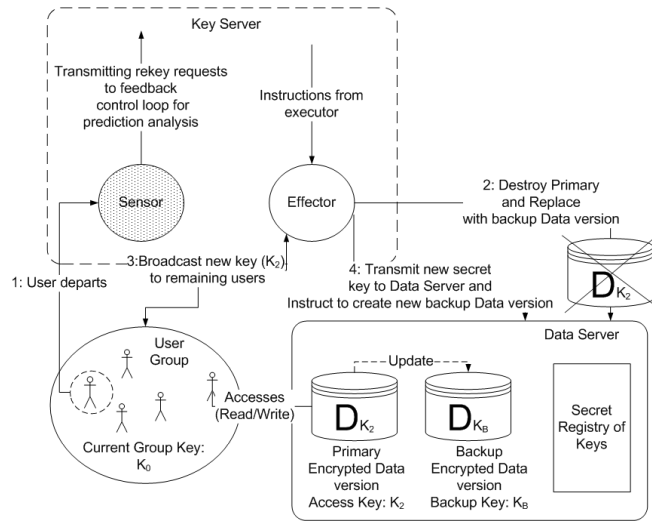 Key Server
Transmitting rekey requests
to feedback
control loop for
prediction analysis
Instructions from
executor
Sensor
Effector
2: Destroy Primary
and Replace
with backup Data version
1: User departs
3:Broadcast new key (K2)
to remaining users
4: Transmit new secret
key to Data Server and
Instruct to create new backup Data version
DK2
User
Group
Current Group Key:
K0
Accesses
(Read/Write)
Data Server
Update
DK2
DKB
Primary
Encrypted Data
version
Access Key: K2
Backup
Encrypted Data
version
Backup Key: KB
Secret
Registry of
Keys